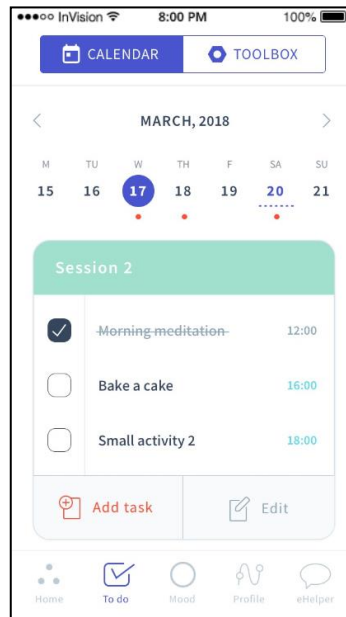 InVision 8:00 PM 100%
CALENDAR TOOLBOX
MARCH, 2018
M TU W TH F SA SU
15 16 17 18 19 20 21
Session 2
Morning meditation 12:00
Bake a cake 16:00
Small activity 2 18:00
Add task Edit
Home To do Mood Profile eHelper